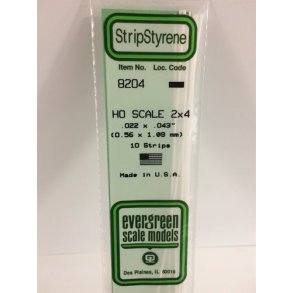 StripStyrene
Item No. Loc. Code
8204
HO SCALE 2x4
.022 x .043"
(0.56 x 1.09 mm)
10 Strips
Made in U.S.A.
evergreen
scale models
Des Plaines, IL 60018